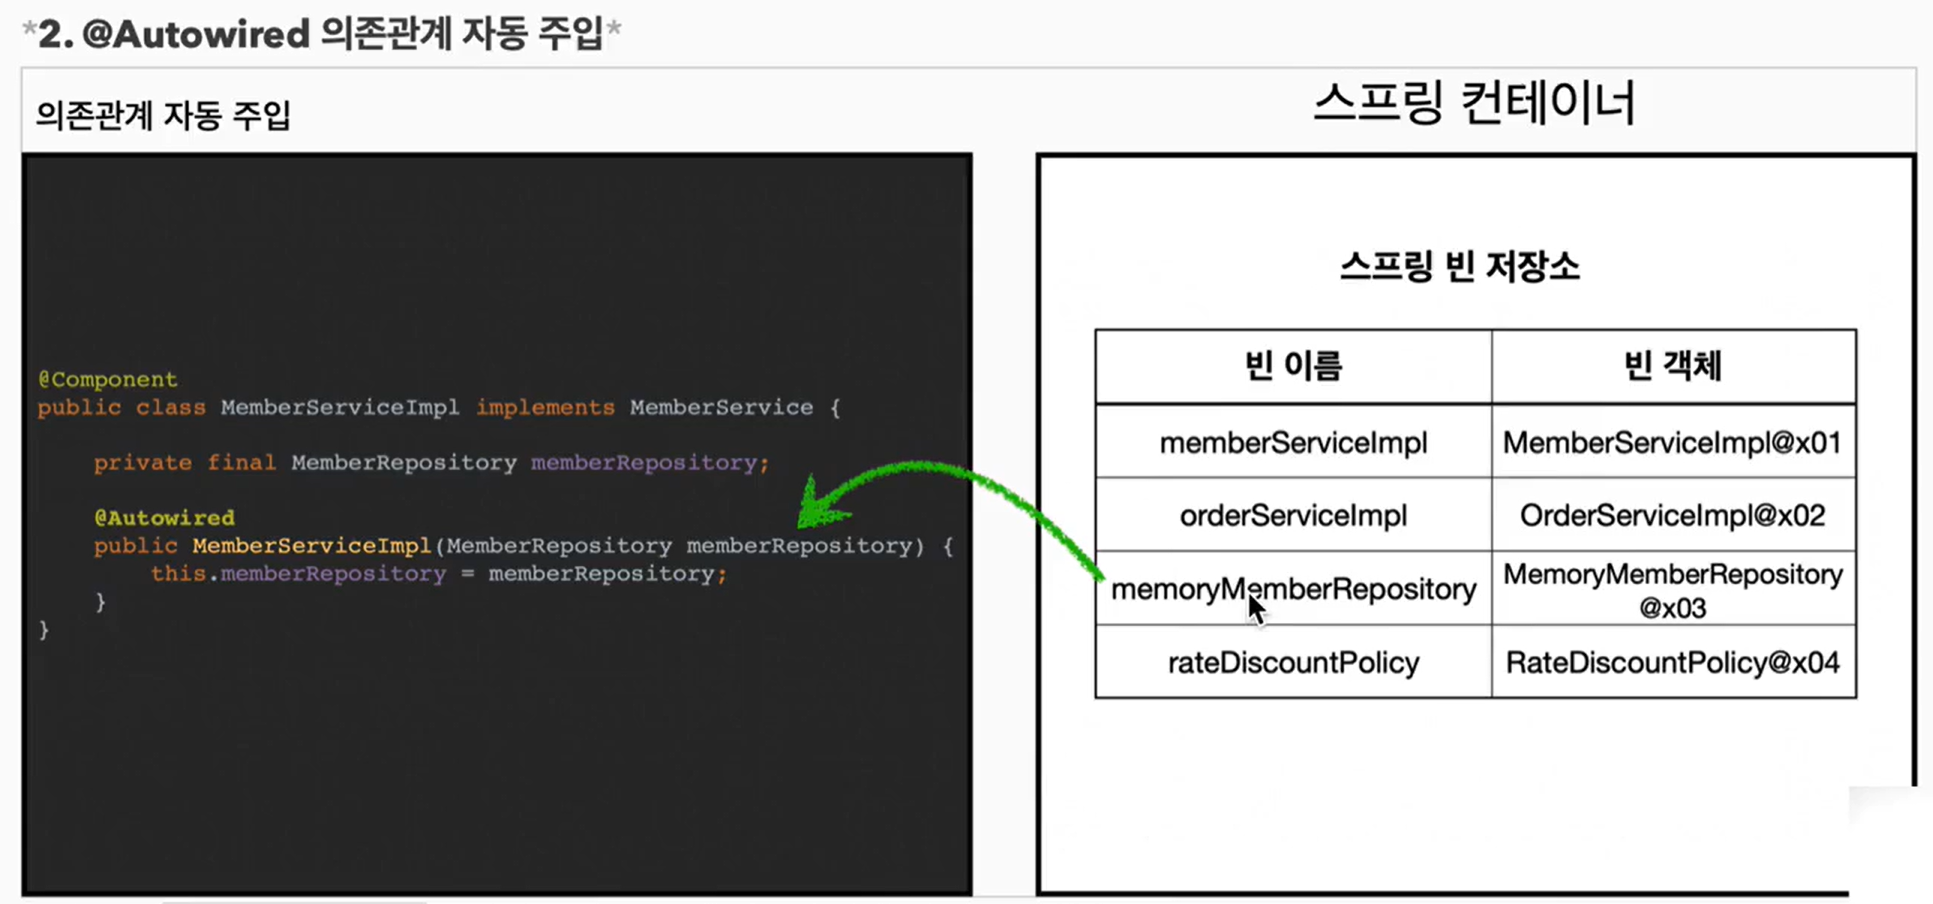 *2. @Autowired 의존관계 자동 주입*
의존관계 자동 주입
@Component
public class MemberServiceImpl implements MemberService {
private final MemberRepository memberRepository;
@Autowired
public MemberServiceImpl(MemberRepository memberRepository) {
this.memberRepository = memberRepository;
}
}
스프링 컨테이너
스프링 빈 저장소
빈 이름 빈 객체
memberServiceImpl MemberServiceImpl@x01
orderServiceImpl OrderServiceImpl@x02
memoryMemberRepository MemoryMemberRepository
@x03
rateDiscountPolicy RateDiscountPolicy@x04